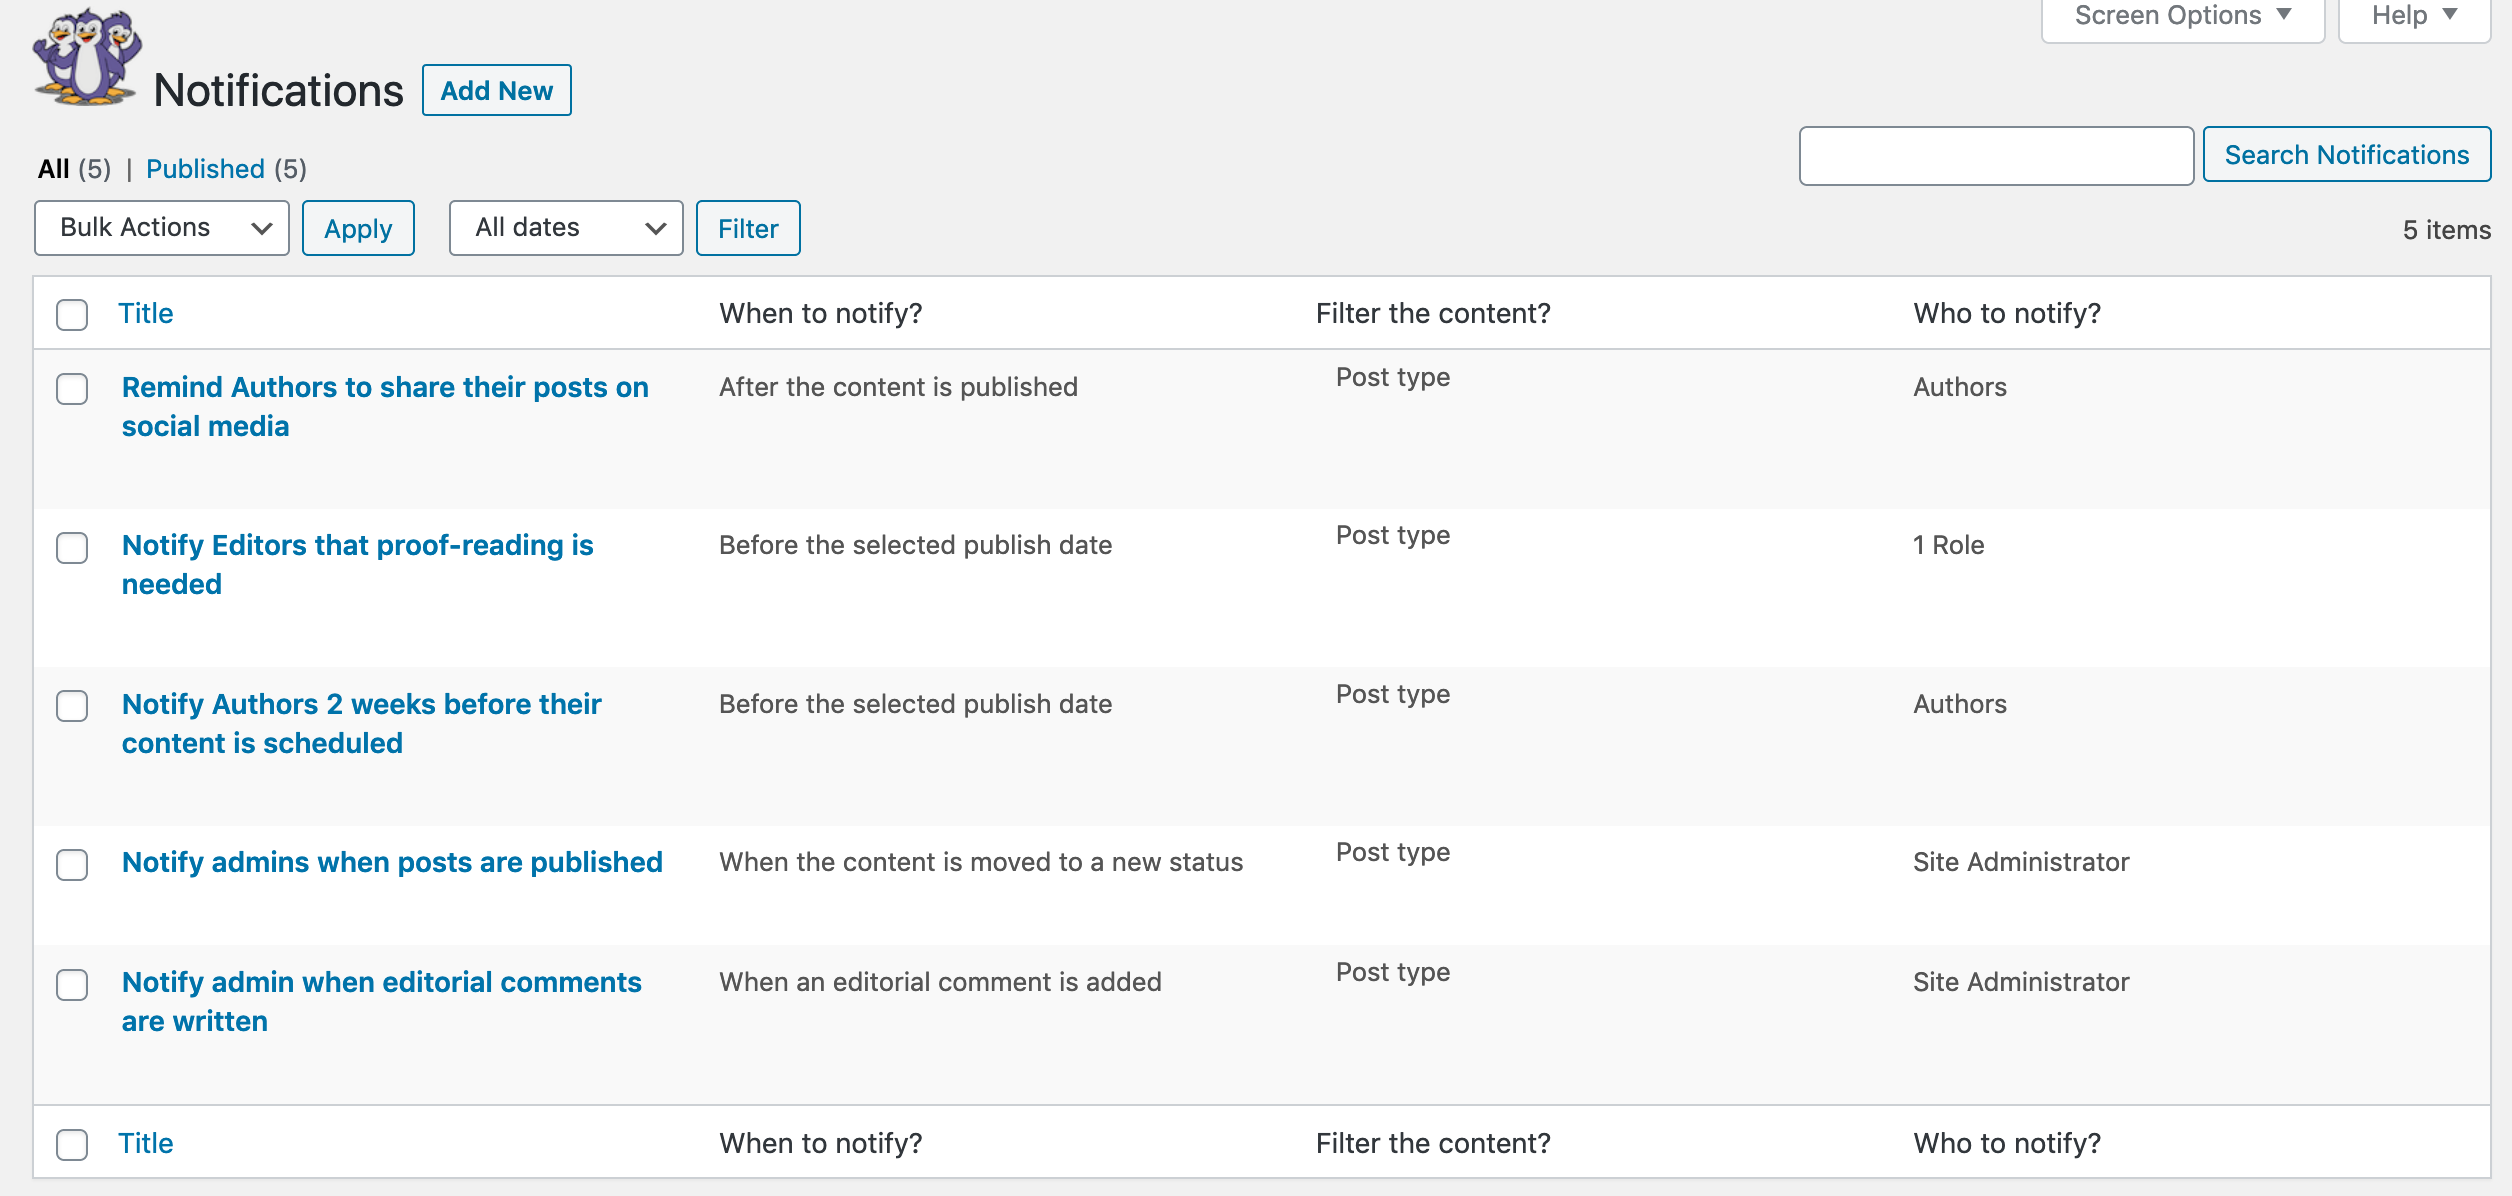 Screen Options ▼ Help ▼
Notifications Add New
Search Notifications
All (5) | Published (5)
Bulk Actions Apply All dates Filter 5 items
Title When to notify? Filter the content? Who to notify?
Remind Authors to share their posts on After the content is published Post type Authors
social media
Notify Editors that proof-reading is Before the selected publish date Post type 1 Role
needed
Notify Authors 2 weeks before their Before the selected publish date Post type Authors
content is scheduled
Notify admins when posts are published When the content is moved to a new status Post type Site Administrator
Notify admin when editorial comments When an editorial comment is added Post type Site Administrator
are written
Title When to notify? Filter the content? Who to notify?